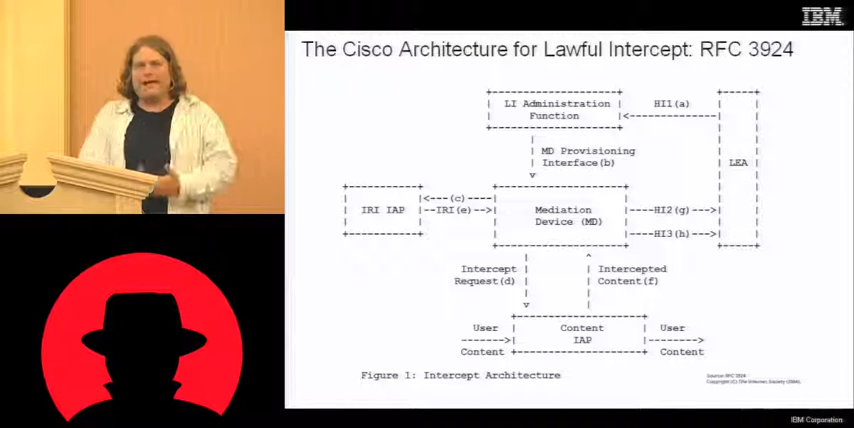 IBM
The Cisco Architecture for Lawful Intercept: RFC 3924
LI Administration
Function
HI1(a)
MD Provisioning
Interface(b)
LEA
IRI IAP
<---(c)----
--IRI(e)-->
Mediation
Device (MD)
---HI2(g)--->
---HI3(h)--->
Intercept
Request(d)
Intercepted
Content(f)
User
Content
Content
IAP
User
Content
Figure 1: Intercept Architecture
Source: RFC 3924
Copyright (C) The Internet Society (2004).
IBM Corporation